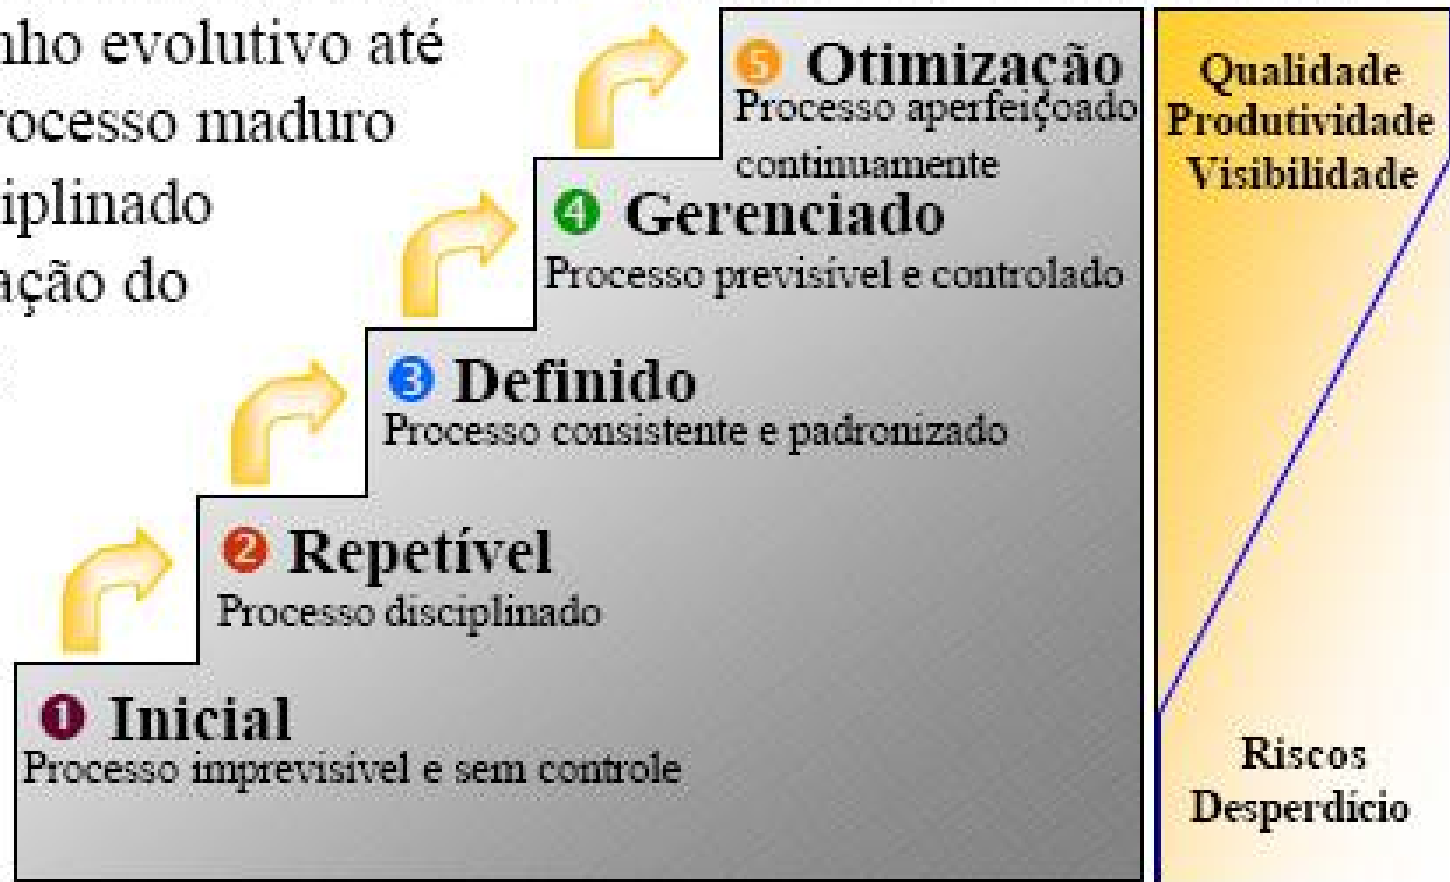 nho evolutivo até
rocesso maduro
iplinado
ação do
5 Otimização
Processo aperfeiçoado
continuamente
4 Gerenciado
Processo previsível e controlado
3 Definido
Processo consistente e padronizado
2 Repetível
Processo disciplinado
1 Inicial
Processo imprevisível e sem controle
Qualidade
Produtividade
Visibilidade
Riscos
Desperdício